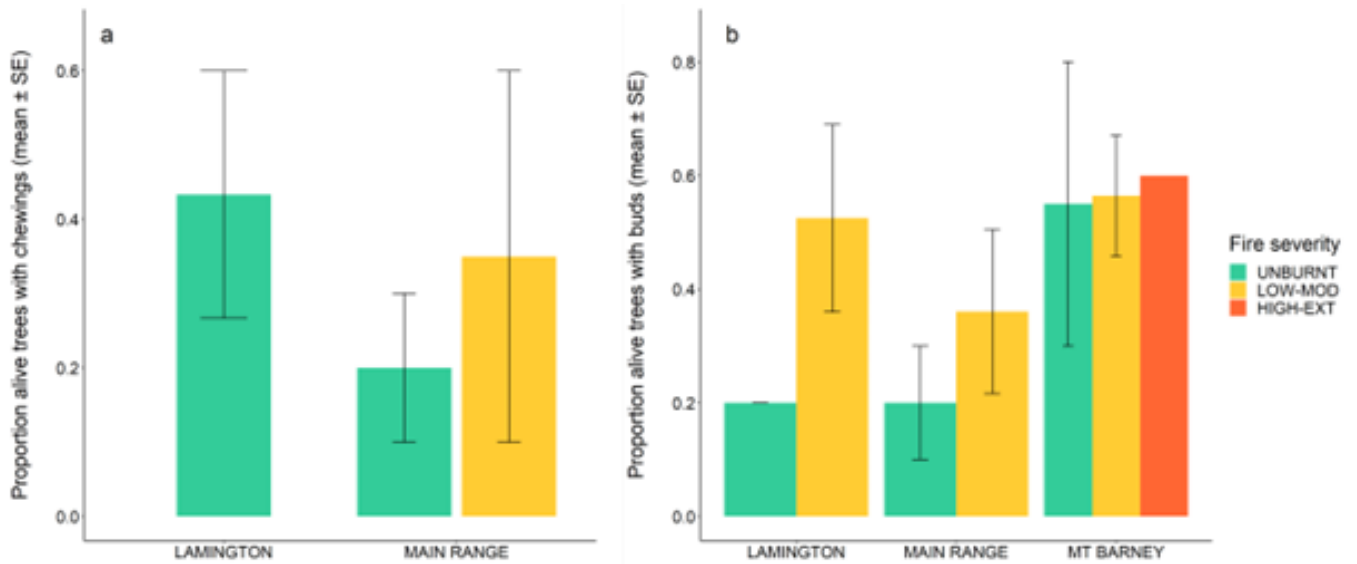 a
Proportion alive trees with chewings (mean ± SE)
0.6
0.4
0.2
0.0
LAMINGTON
MAIN RANGE
b
Proportion alive trees with buds (mean ± SE)
0.8
0.6
0.4
0.2
0.0
LAMINGTON
MAIN RANGE
MT BARNEY
Fire severity
UNBURNT
LOW-MOD
HIGH-EXT